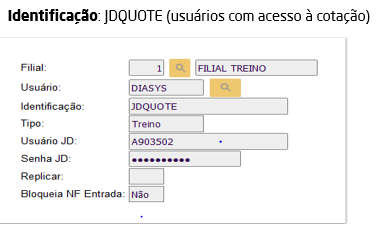 Identificação: JDQUOTE (usuários com acesso à cotação)
Filial: 1 FILIAL TREINO
Usuário: DIASYS
Identificação: JDQUOTE
Tipo: Treino
Usuário JD: A903502
Senha JD: ••••••••••
Replicar:
Bloqueia NF Entrada: Não